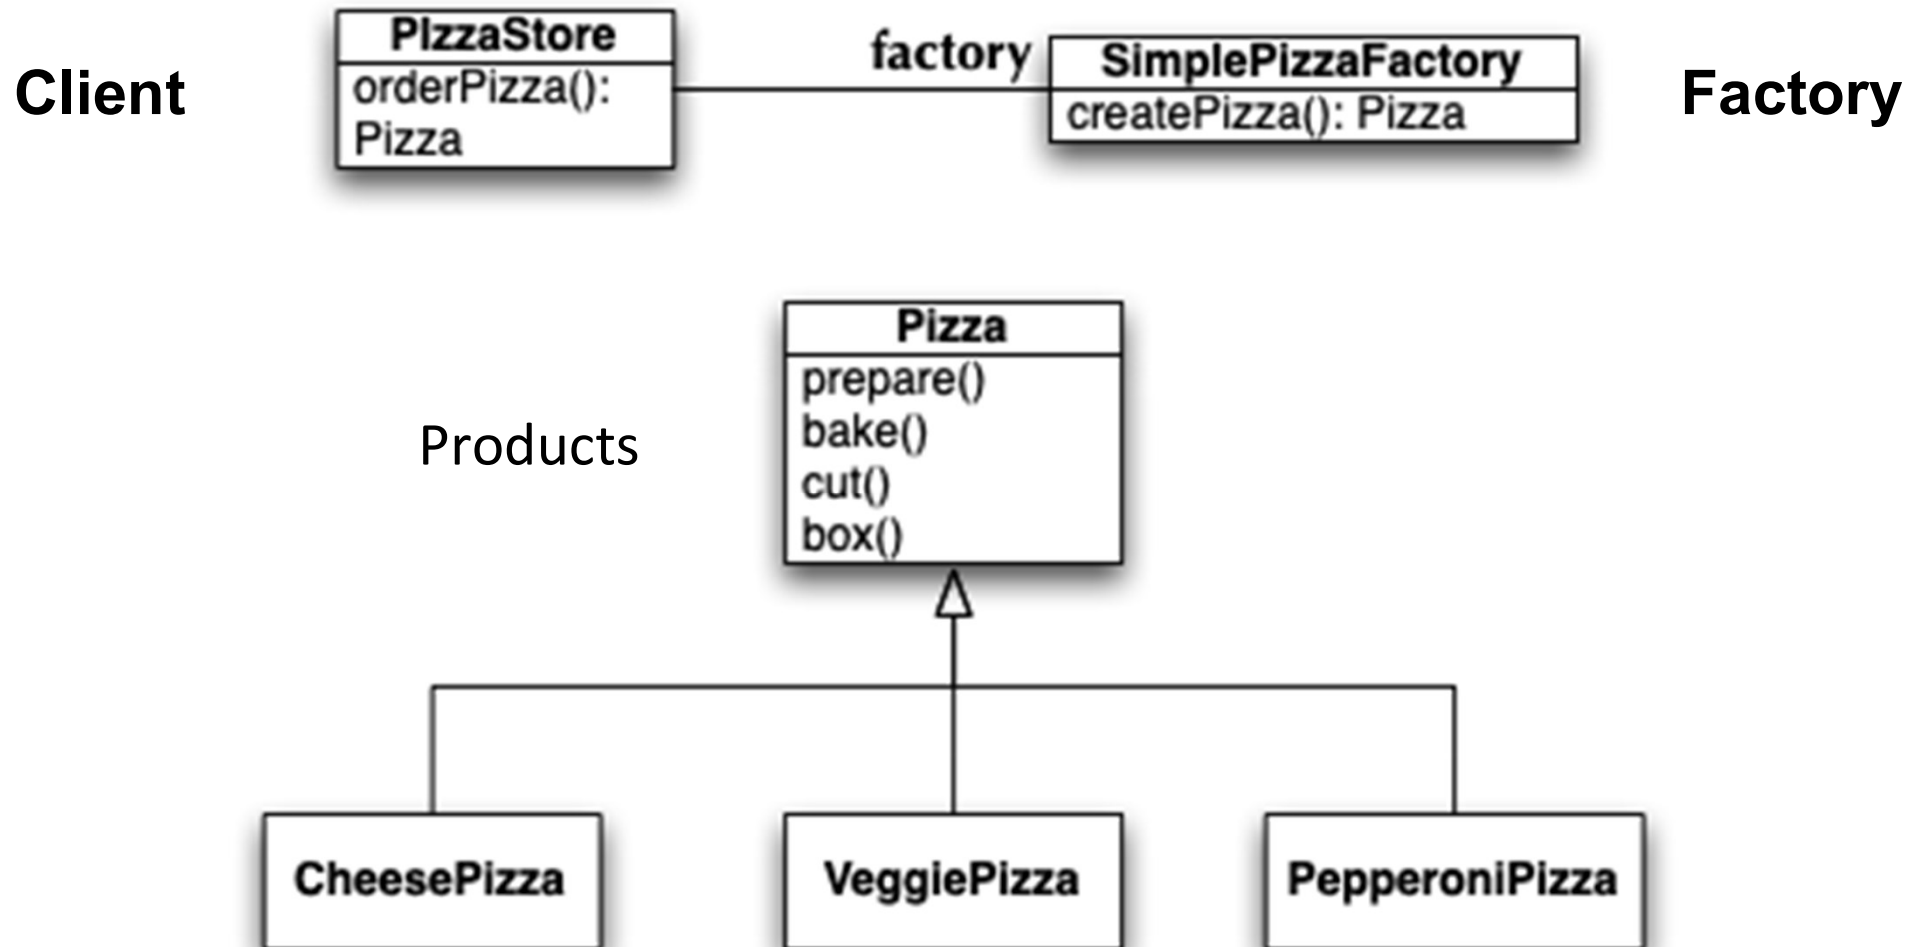 Client
PIzzaStore
orderPizza():
Pizza
factory
SimplePizzaFactory
createPizza(): Pizza
Factory
Products
Pizza
prepare()
bake()
cut()
box()
CheesePizza
VeggiePizza
PepperoniPizza